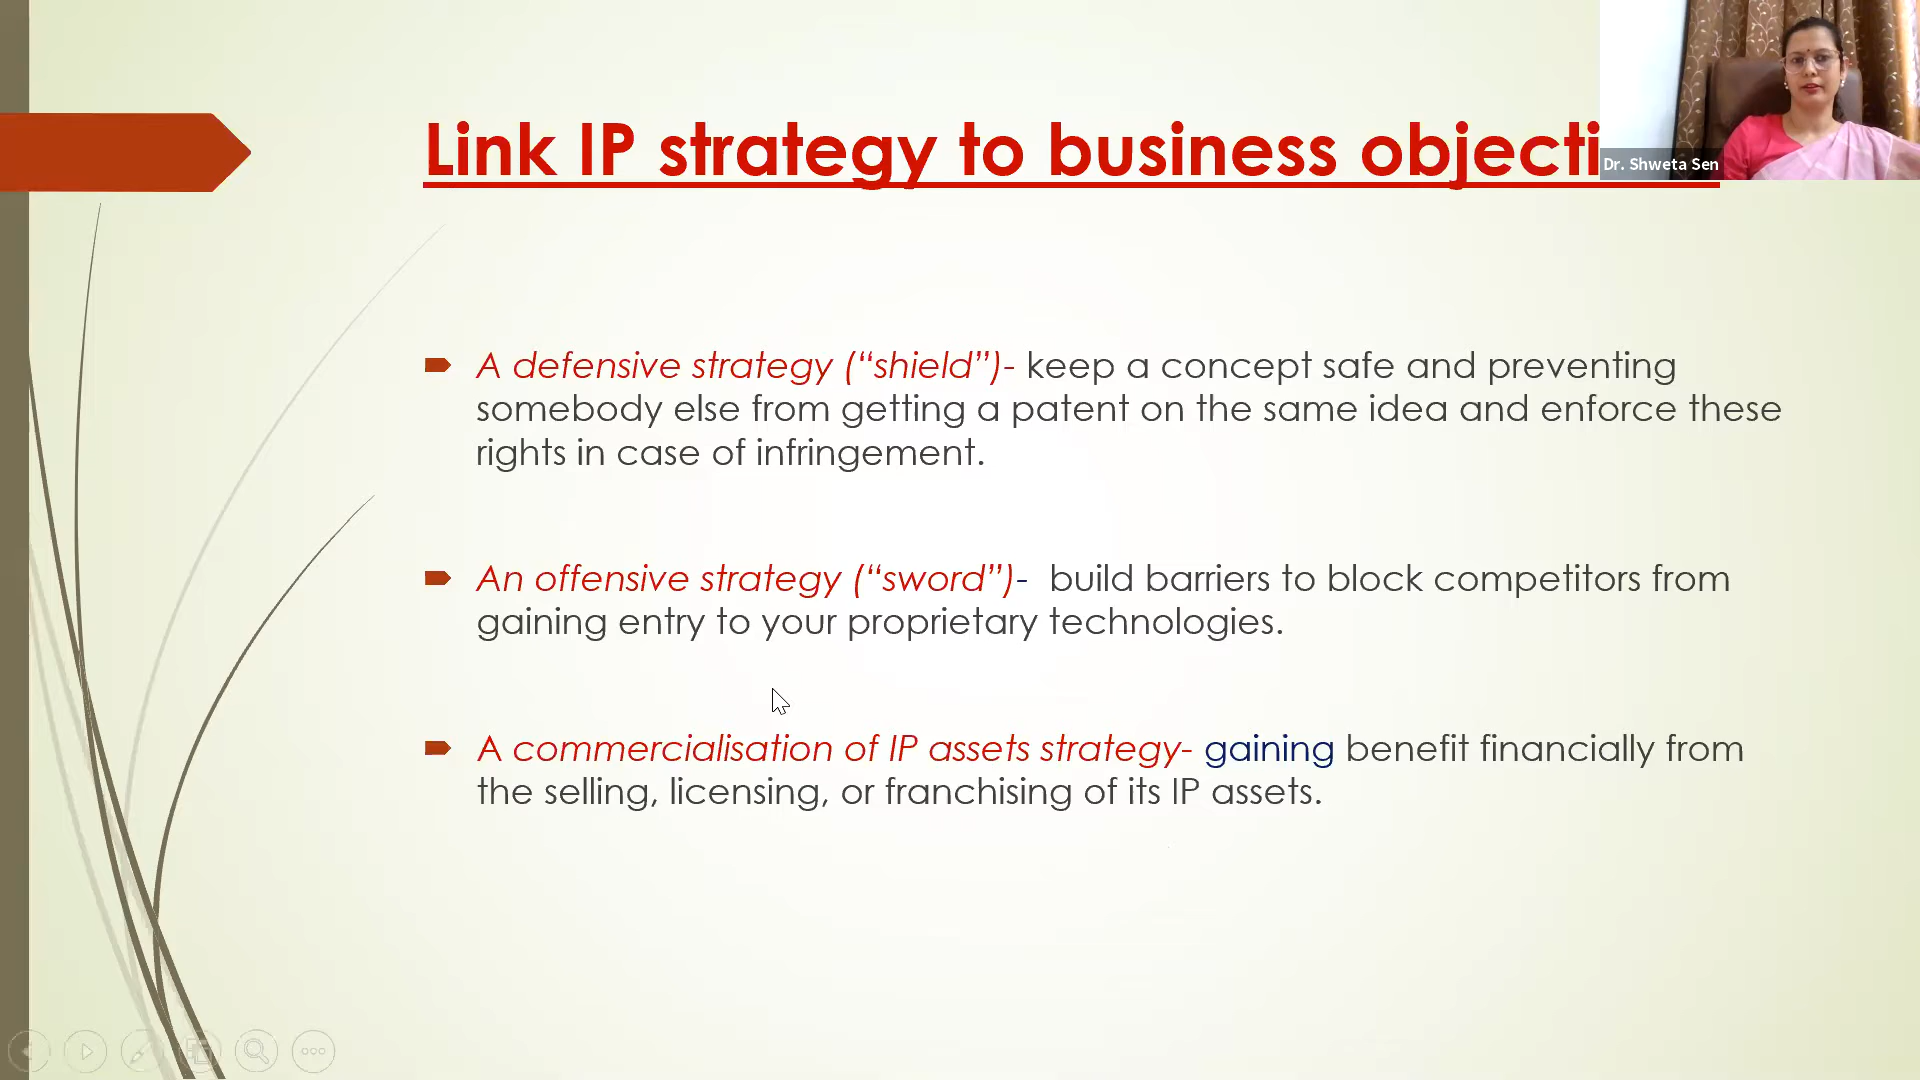 Link IP strategy to business objecti
Dr. Shweta Sen
A defensive strategy (“shield”)- keep a concept safe and preventing
somebody else from getting a patent on the same idea and enforce these
rights in case of infringement.
An offensive strategy (“sword”)-  build barriers to block competitors from
gaining entry to your proprietary technologies.
A commercialisation of IP assets strategy- gaining benefit financially from
the selling, licensing, or franchising of its IP assets.